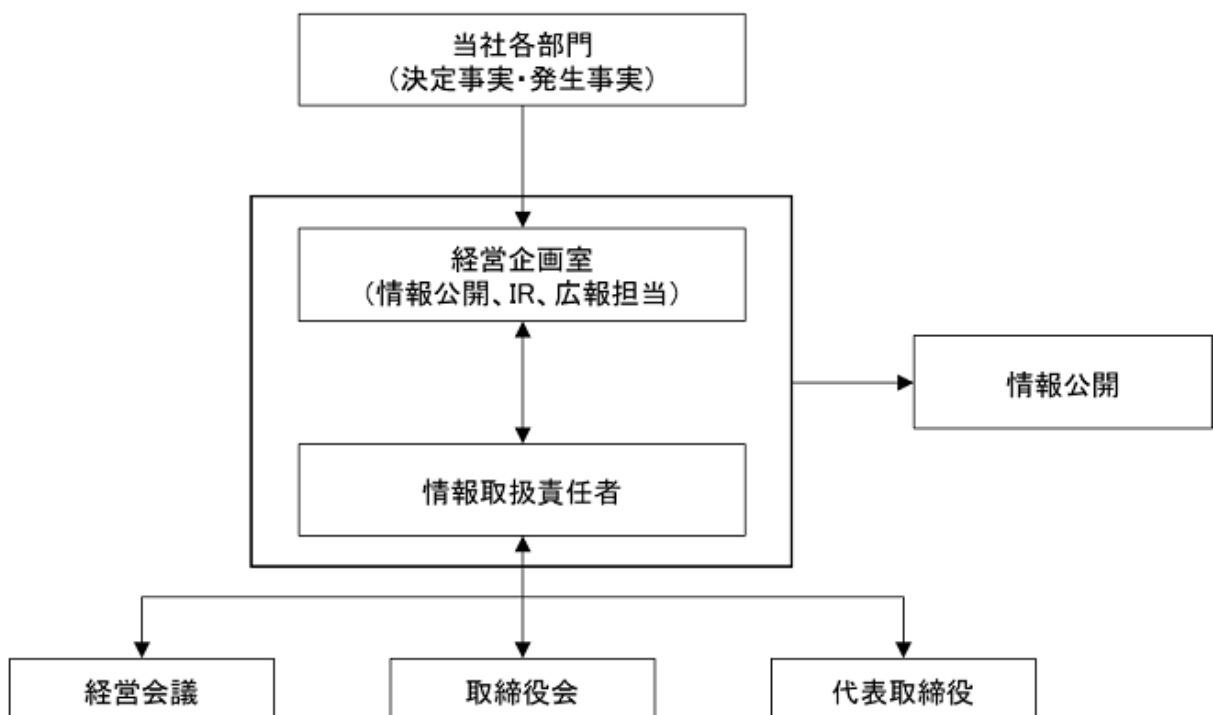 当社各部門
（決定事実・発生事実）
経営企画室
（情報公開、IR、広報担当）
情報公開
情報取扱責任者
経営会議
取締役会
代表取締役